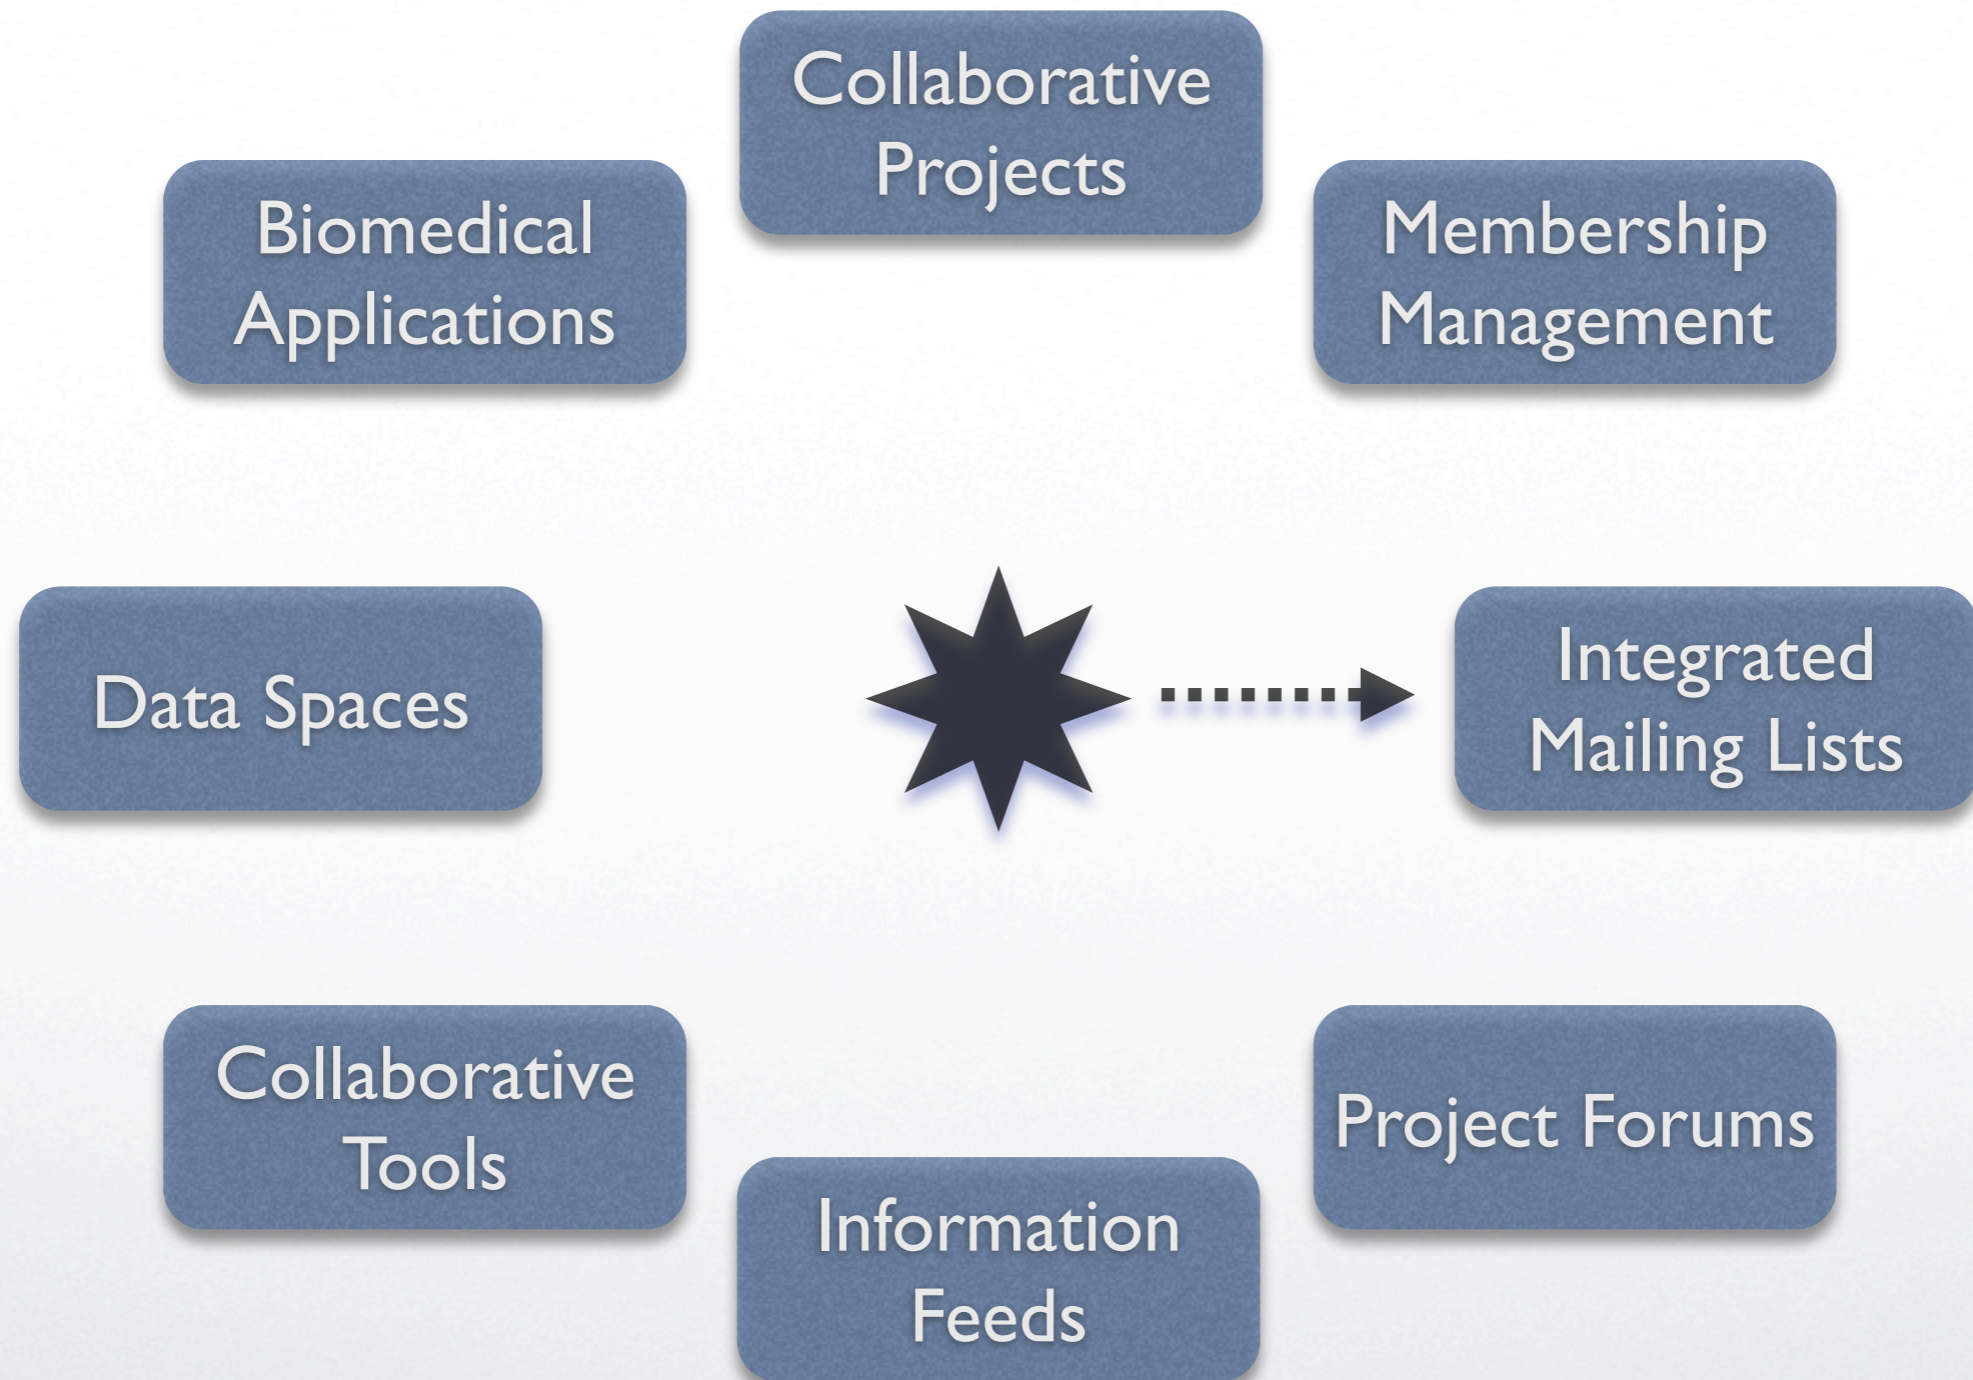 Collaborative
Projects
Biomedical
Applications
Membership
Management
Data Spaces
Integrated
Mailing Lists
Collaborative
Tools
Project Forums
Information
Feeds